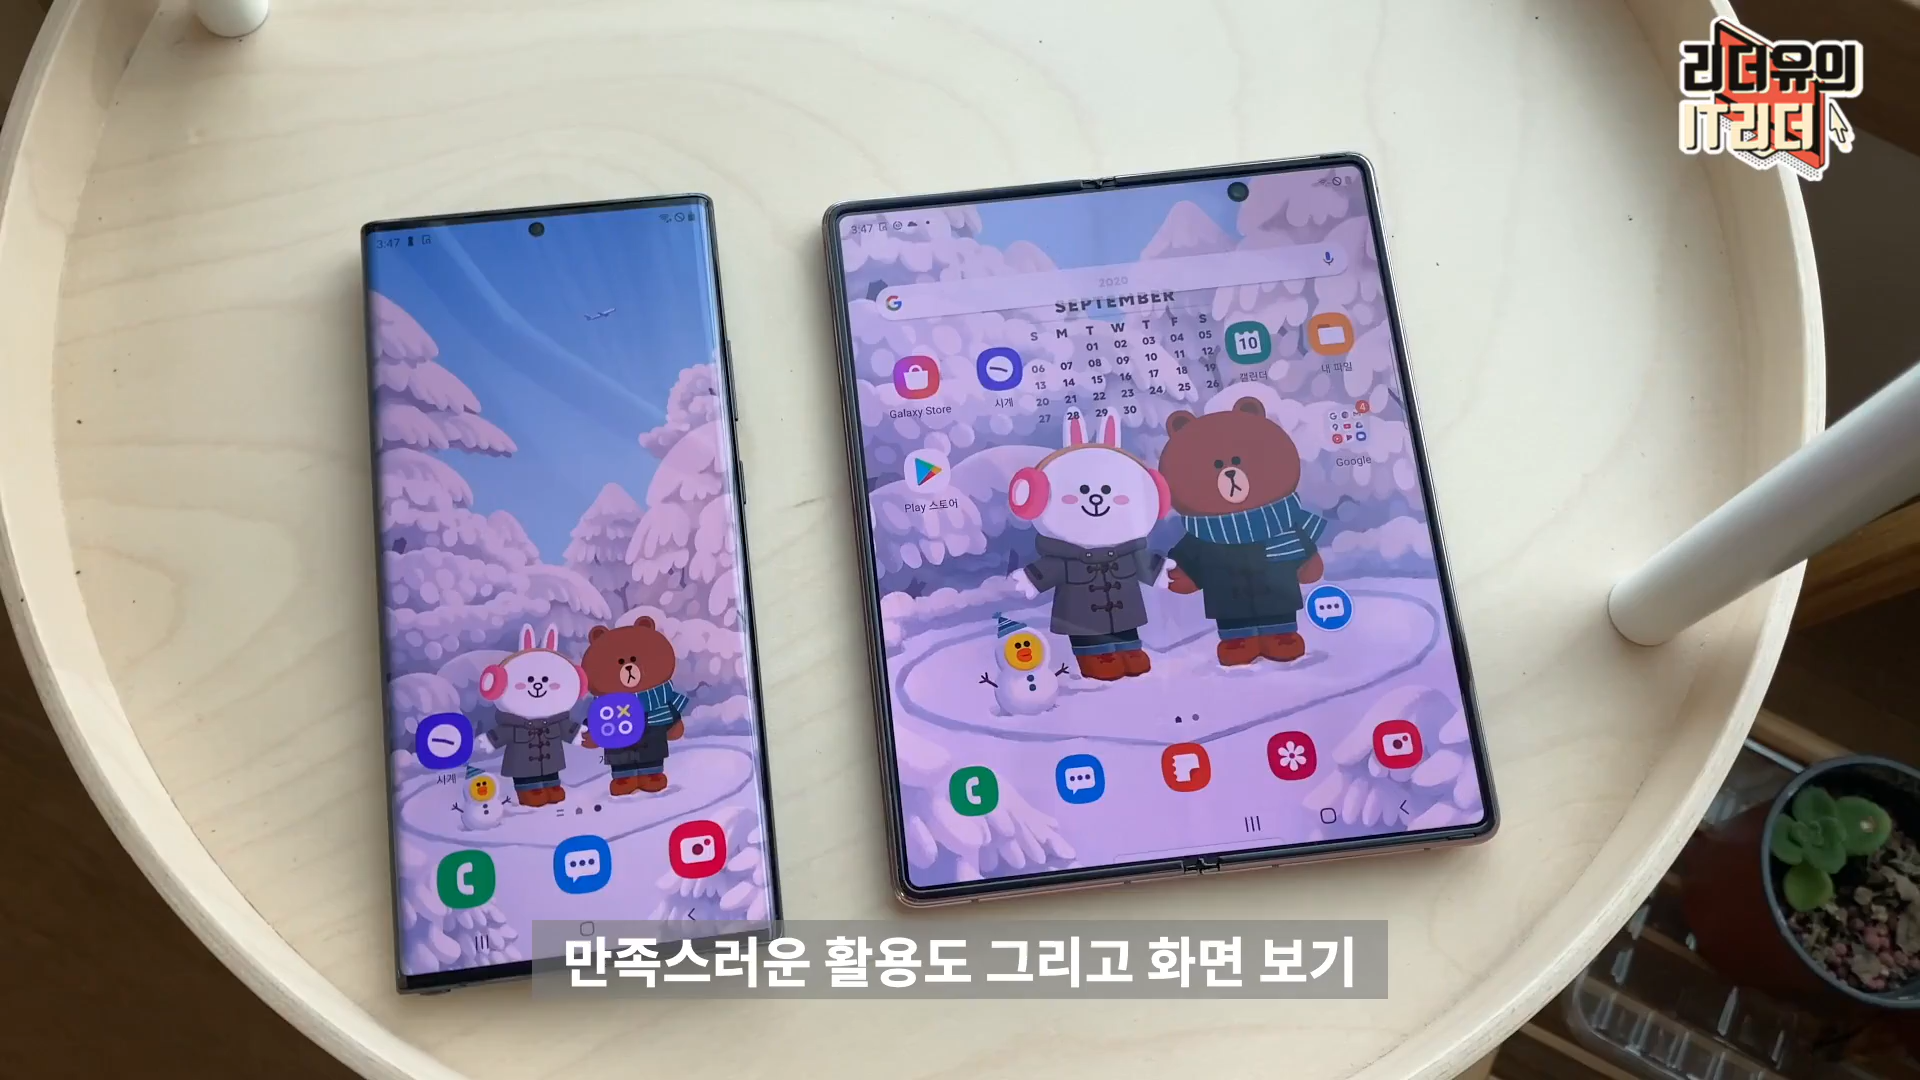 리더유이
IT리더
3:47
시계
3:47
2020
SEPTEMBER
S M T W T F S
01 02 03 04 05
06 07 08 09 10 11 12
13 14 15 16 17 18 19
20 21 22 23 24 25 26
27 28 29 30
Galaxy Store
시계
10
캘린더
내 파일
Play 스토어
4
Google
만족스러운 활용도 그리고 화면 보기